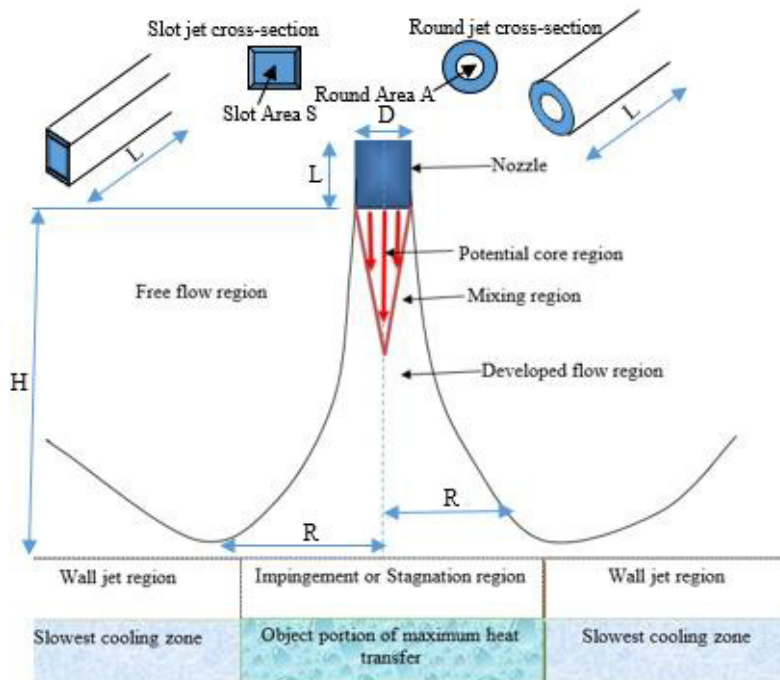 Slot jet cross-section
Round jet cross-section
Round Area A
Slot Area S
D
L
L
L
Nozzle
Potential core region
Free flow region
Mixing region
H
Developed flow region
R
R
Wall jet region
Impingement or Stagnation region
Wall jet region
Slowest cooling zone
Object portion of maximum heat
transfer
Slowest cooling zone